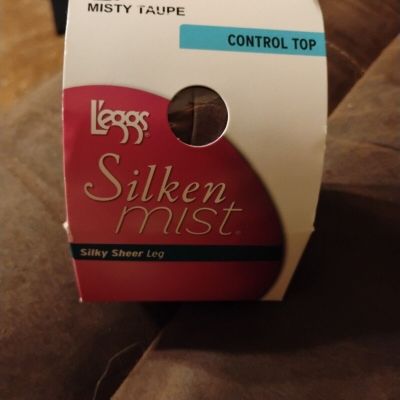 MISTY TAUPE
CONTROL TOP
L'eggs®
Silken
mist®
Silky Sheer Leg